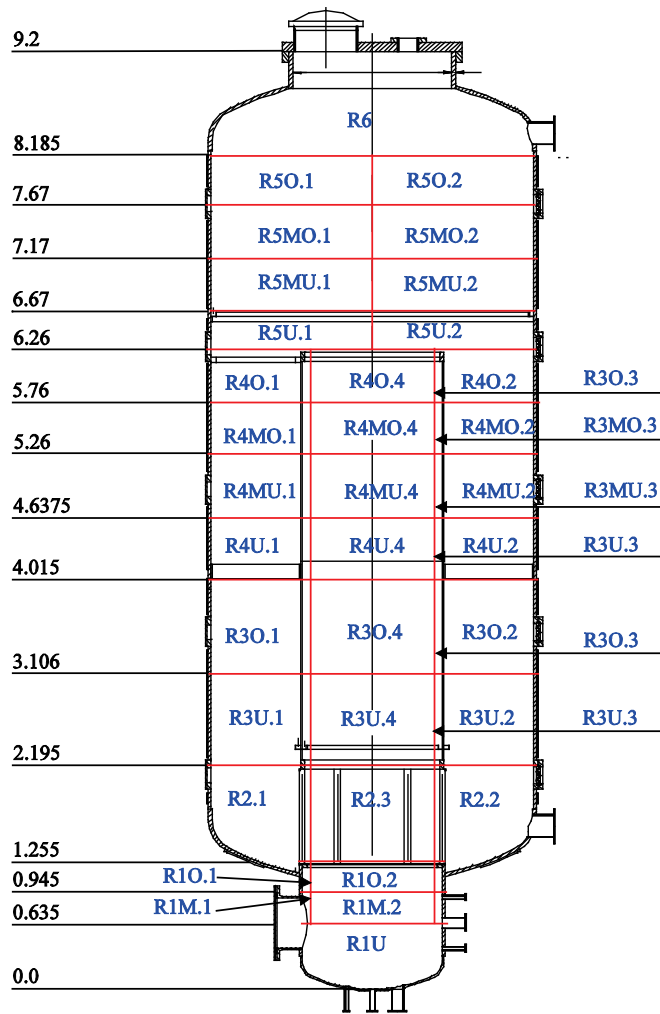 9.2
R6
8.185
R5O.1 R5O.2
7.67
R5MO.1 R5MO.2
7.17
R5MU.1 R5MU.2
6.67
R5U.1 R5U.2
6.26
R4O.1 R4O.4 R4O.2 R3O.3
5.76
R4MO.1 R4MO.4 R4MO.2 R3MO.3
5.26
R4MU.1 R4MU.4 R4MU.2 R3MU.3
4.6375
R4U.1 R4U.4 R4U.2 R3U.3
4.015
R3O.1 R3O.4 R3O.2 R3O.3
3.106
R3U.1 R3U.4 R3U.2 R3U.3
2.195
R2.1 R2.3 R2.2
1.255
R1O.1 R1O.2
0.945
R1M.1 R1M.2
0.635
R1U
0.0